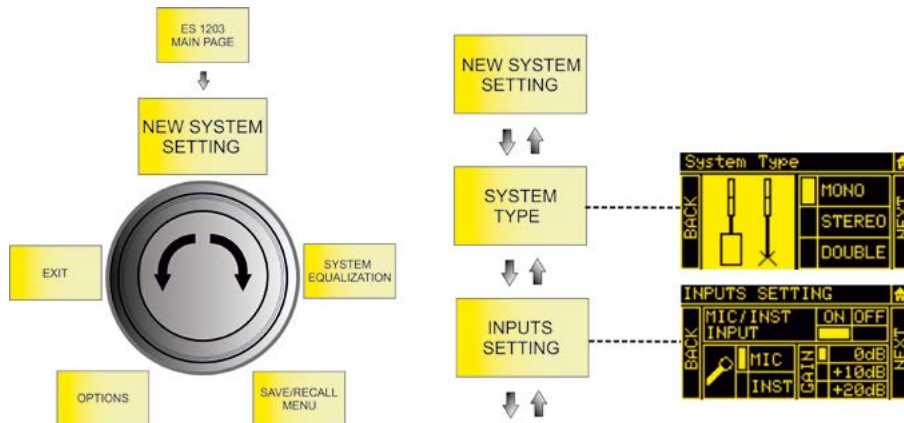 ES 1203
MAIN PAGE
NEW SYSTEM
SETTING
EXIT
SYSTEM
EQUALIZATION
OPTIONS
SAVE/RECALL
MENU
NEW SYSTEM
SETTING
SYSTEM
TYPE
System Type
BACK
MONO
STEREO
DOUBLE
NEXT
INPUTS
SETTING
INPUTS SETTING
BACK
MIC/INST
INPUT
ON OFF
MIC
INST
GAIN
0dB
+10dB
+20dB
NEXT